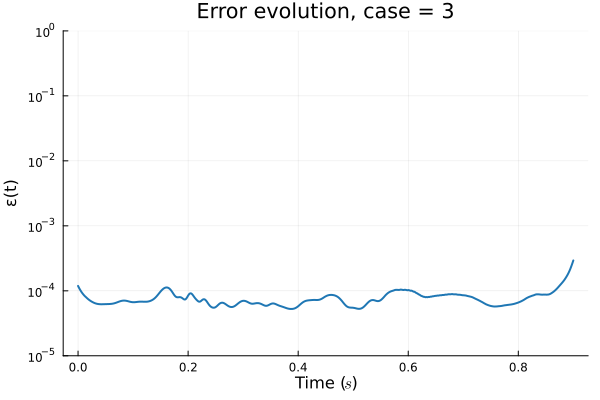 Error evolution, case = 3
10⁰
10⁻¹
10⁻²
10⁻³
10⁻⁴
10⁻⁵
ε(t)
0.0 0.2 0.4 0.6 0.8
Time (s)